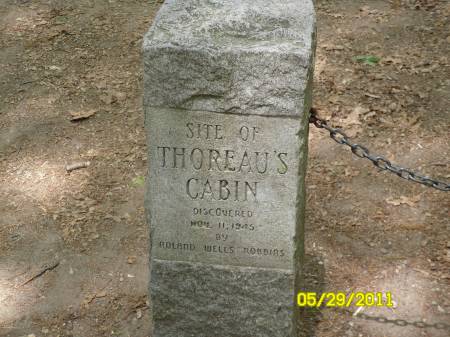 SITE OF
THOREAU'S
CABIN
DISCOVERED
NOV. 11, 1945
BY
ROLAND WELLS ROBBINS
05/29/2011